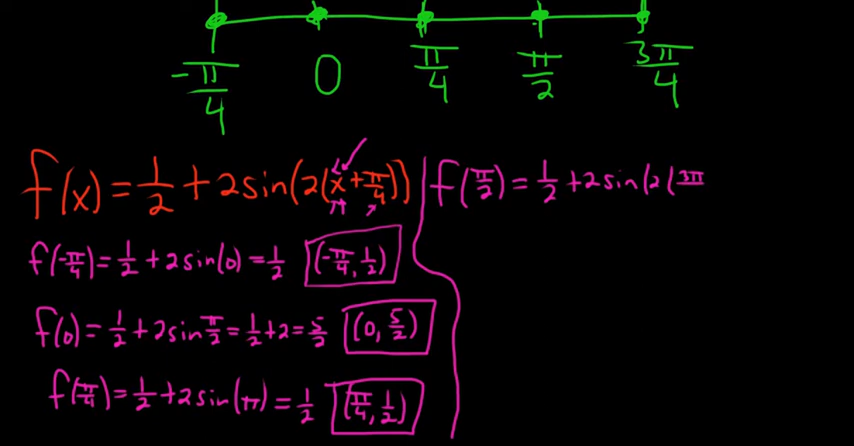 -π/4 0 π/4 π/2 3π/4
f(x) = 1/2 + 2sin(2(x + π/4))
f(-π/4) = 1/2 + 2sin(0) = 1/2 (-π/4, 1/2)
f(0) = 1/2 + 2sin π/2 = 1/2 + 2 = 5/2 (0, 5/2)
f(π/4) = 1/2 + 2sin(π) = 1/2 (π/4, 1/2)
f(π/2) = 1/2 + 2sin(2(3π